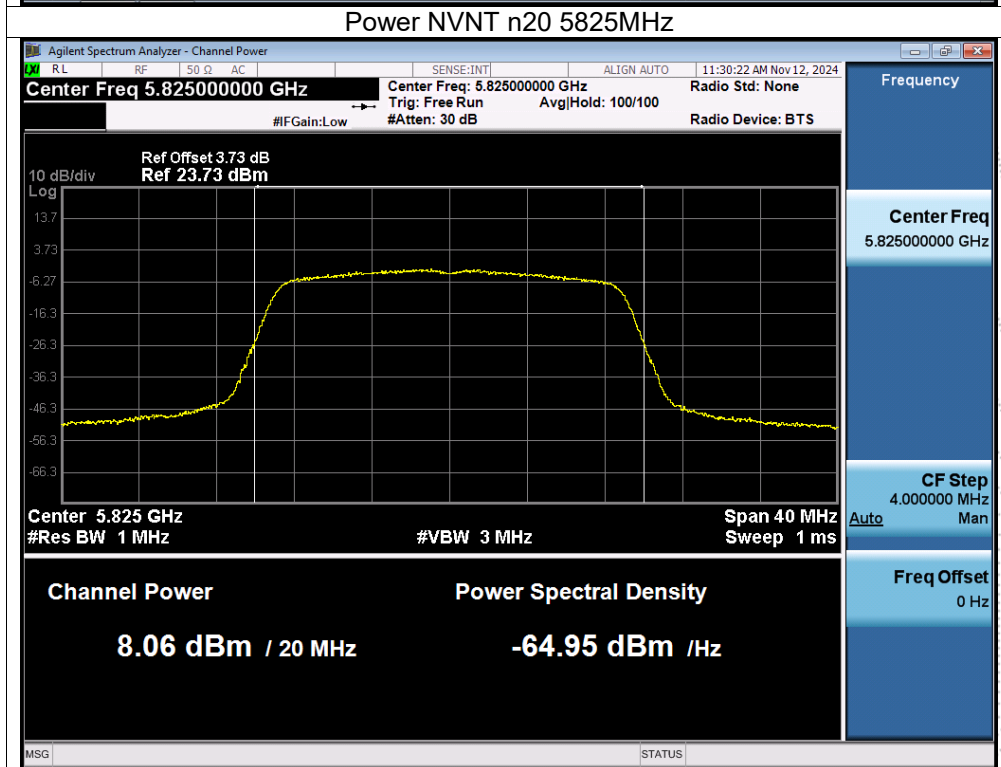 Power NVNT n20 5825MHz
Agilent Spectrum Analyzer - Channel Power
LXI RL RF 50 Ω AC SENSE:INT ALIGN AUTO 11:30:22 AM Nov 12, 2024
Center Freq 5.825000000 GHz
#IFGain:Low
Center Freq: 5.825000000 GHz
Trig: Free Run Avg|Hold: 100/100
#Atten: 30 dB
Radio Std: None
Radio Device: BTS
Ref Offset 3.73 dB
10 dB/div Ref 23.73 dBm
Log
13.7
3.73
-6.27
-16.3
-26.3
-36.3
-46.3
-56.3
-66.3
Center 5.825 GHz Span 40 MHz
#Res BW 1 MHz #VBW 3 MHz Sweep 1 ms
Channel Power Power Spectral Density
8.06 dBm / 20 MHz -64.95 dBm /Hz
MSG STATUS
Frequency
Center Freq
5.825000000 GHz
CF Step
4.000000 MHz
Auto Man
Freq Offset
0 Hz